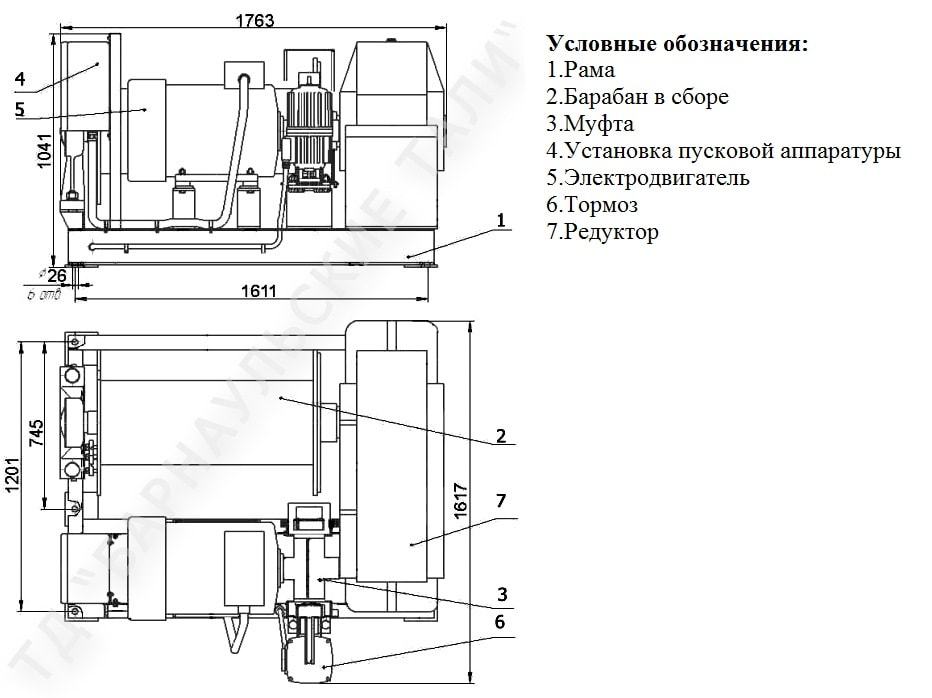 1763
Условные обозначения:
1.Рама
2.Барабан в сборе
3.Муфта
4.Установка пусковой аппаратуры
5.Электродвигатель
6.Тормоз
7.Редуктор
4
5
1041
1
⌀26
6 отв
1611
2
745
1201
1617
7
3
6
ТД "БАРНАУЛЬСКИЕ ТАЛИ"